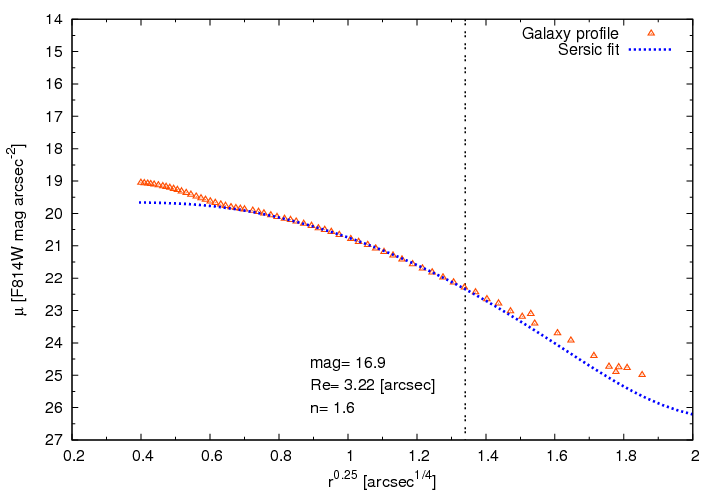 Galaxy profile
Sersic fit
14
15
16
17
18
19
20
21
22
23
24
25
26
27
μ [F814W mag arcsec^-2]
mag= 16.9
Re= 3.22 [arcsec]
n= 1.6
0.2 0.4 0.6 0.8 1 1.2 1.4 1.6 1.8 2
r^0.25 [arcsec^1/4]